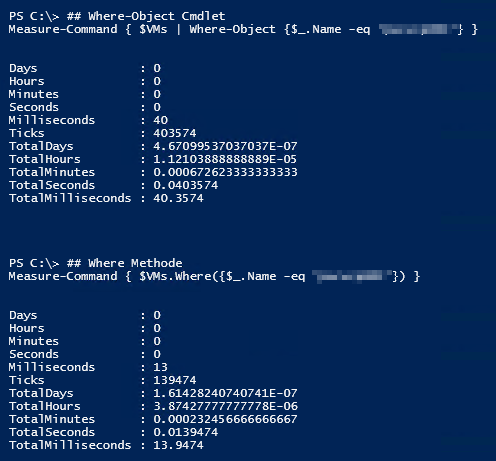 PS C:\> ## Where-Object Cmdlet
Measure-Command { $VMs | Where-Object {$_.Name -eq "            "} }
Days              : 0
Hours             : 0
Minutes           : 0
Seconds           : 0
Milliseconds      : 40
Ticks             : 403574
TotalDays         : 4.67099537037037E-07
TotalHours        : 1.12103888888889E-05
TotalMinutes      : 0.000672623333333333
TotalSeconds      : 0.0403574
TotalMilliseconds : 40.3574
PS C:\> ## Where Methode
Measure-Command { $VMs.Where({$_.Name -eq "            "}) }
Days              : 0
Hours             : 0
Minutes           : 0
Seconds           : 0
Milliseconds      : 13
Ticks             : 139474
TotalDays         : 1.61428240740741E-07
TotalHours        : 3.87427777777778E-06
TotalMinutes      : 0.000232456666666667
TotalSeconds      : 0.0139474
TotalMilliseconds : 13.9474